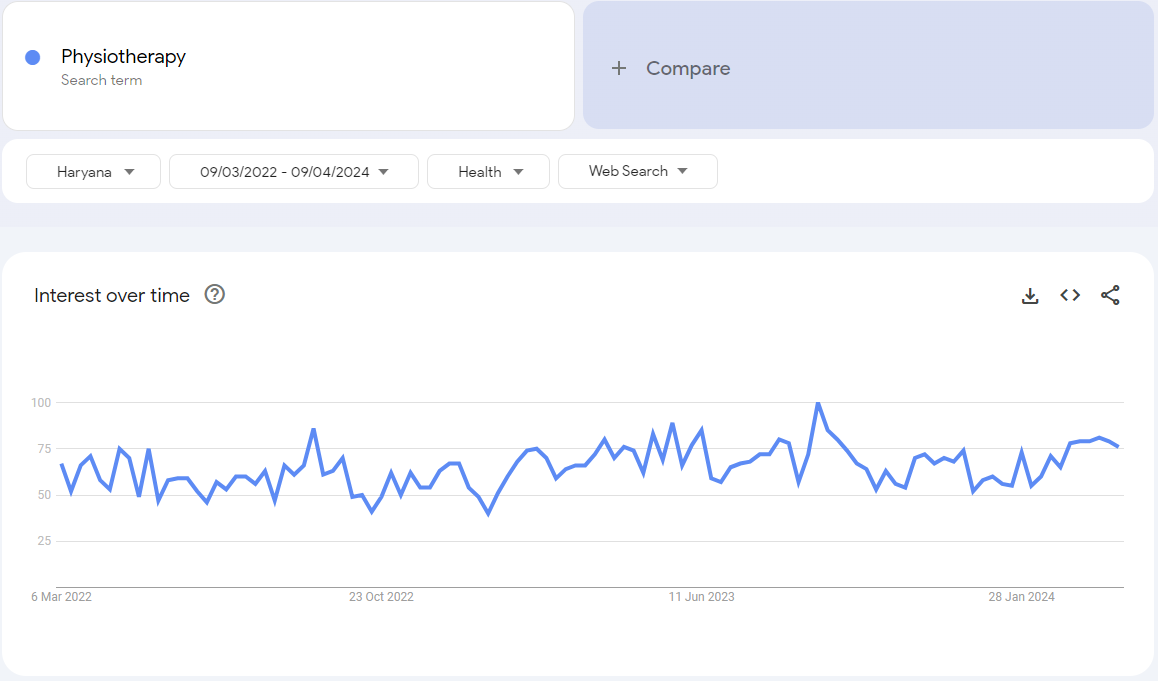 Physiotherapy
Search term
+ Compare
Haryana
09/03/2022 - 09/04/2024
Health
Web Search
Interest over time
100
75
50
25
6 Mar 2022
23 Oct 2022
11 Jun 2023
28 Jan 2024